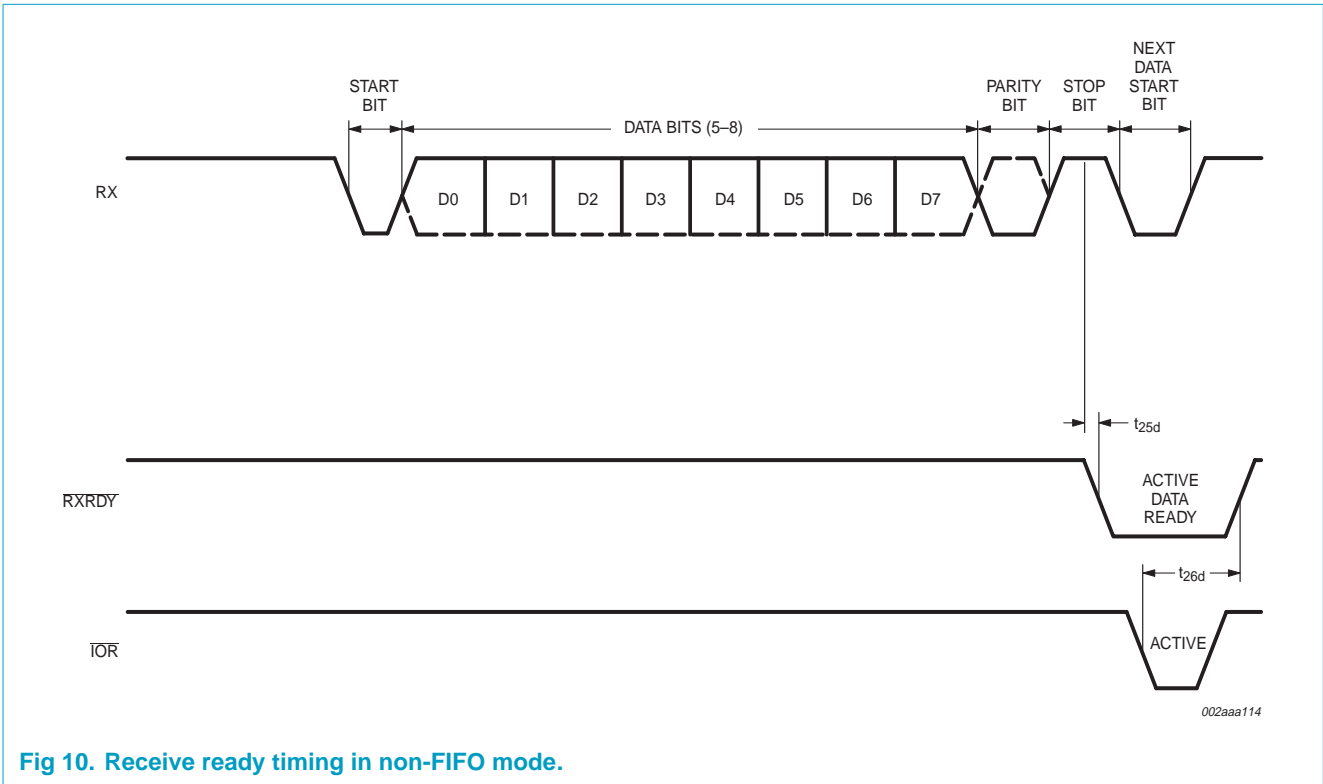 NEXT
DATA
START
BIT
START
BIT
PARITY
BIT
STOP
BIT
DATA BITS (5–8)
RX
D0 D1 D2 D3 D4 D5 D6 D7
t25d
RXRDY
ACTIVE
DATA
READY
t26d
IOR
ACTIVE
002aaa114
Fig 10. Receive ready timing in non-FIFO mode.